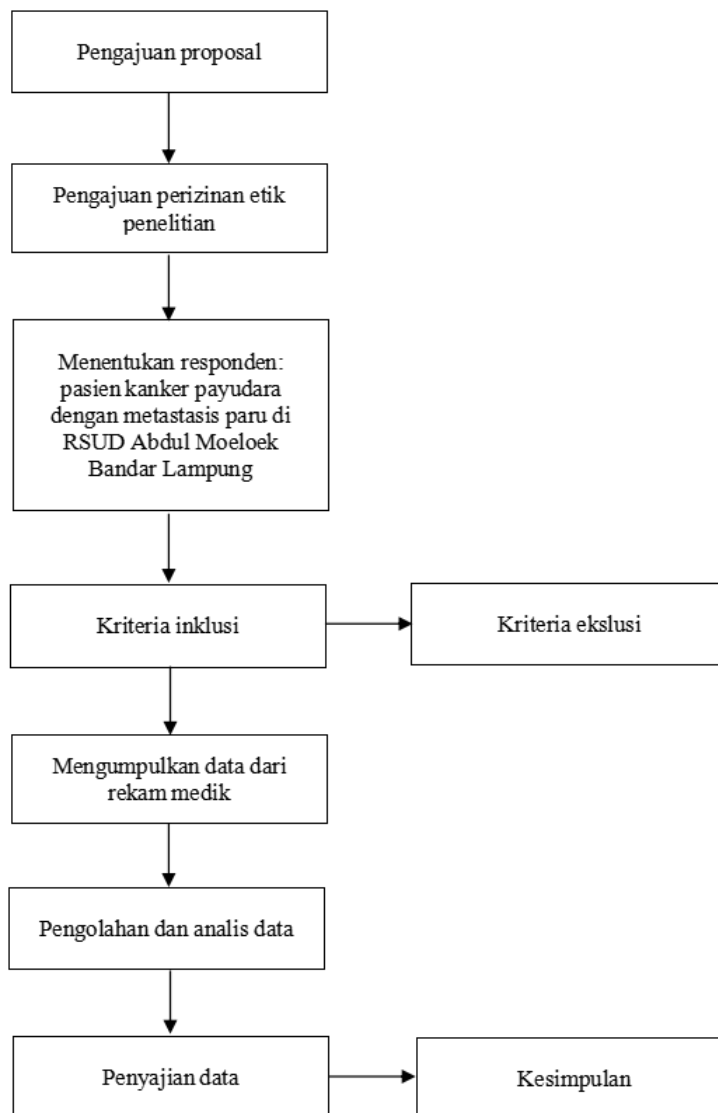 Pengajuan proposal
Pengajuan perizinan etik
penelitian
Menentukan responden:
pasien kanker payudara
dengan metastasis paru di
RSUD Abdul Moeloek
Bandar Lampung
Kriteria inklusi
Kriteria ekslusi
Mengumpulkan data dari
rekam medik
Pengolahan dan analis data
Penyajian data
Kesimpulan